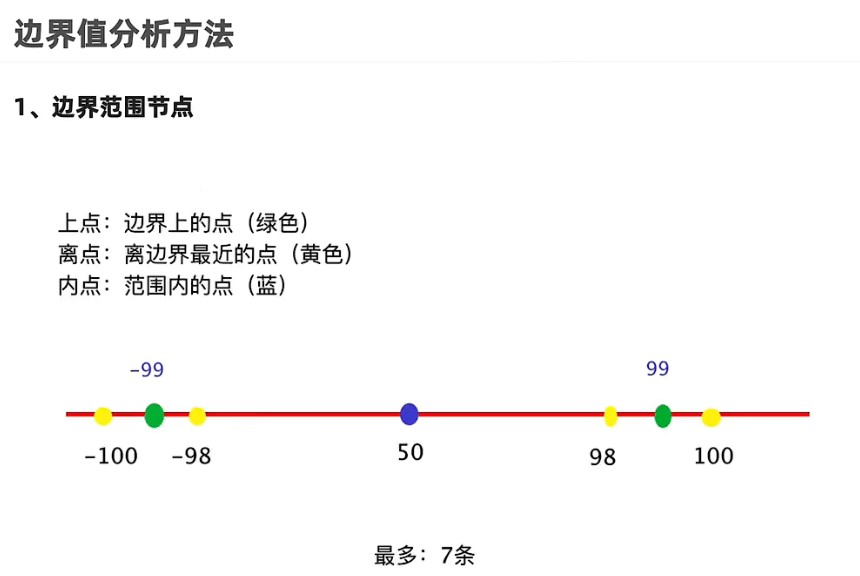 边界值分析方法
1、边界范围节点
上点：边界上的点（绿色）
离点：离边界最近的点（黄色）
内点：范围内的点（蓝）
-99 99
-100 -98 50 98 100
最多：7条